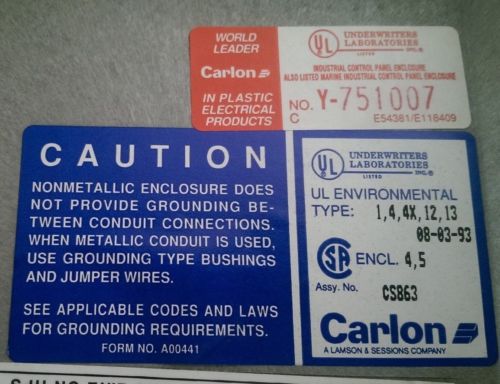 WORLD
LEADER
Carlon
IN PLASTIC
ELECTRICAL
PRODUCTS
UL
UNDERWRITERS
LABORATORIES
INC.®
LISTED
INDUSTRIAL CONTROL PANEL ENCLOSURE
ALSO LISTED MARINE INDUSTRIAL CONTROL PANEL ENCLOSURE
NO. Y-751007
C E54381/E118409
CAUTION
NONMETALLIC ENCLOSURE DOES
NOT PROVIDE GROUNDING BE-
TWEEN CONDUIT CONNECTIONS.
WHEN METALLIC CONDUIT IS USED,
USE GROUNDING TYPE BUSHINGS
AND JUMPER WIRES.
SEE APPLICABLE CODES AND LAWS
FOR GROUNDING REQUIREMENTS.
FORM NO. A00441
UL
UNDERWRITERS
LABORATORIES
INC.®
LISTED
UL ENVIRONMENTAL
TYPE: 1,4,4X,12,13
08-03-93
SA ENCL. 4,5
Assy. No. CS863
Carlon
A LAMSON & SESSIONS COMPANY